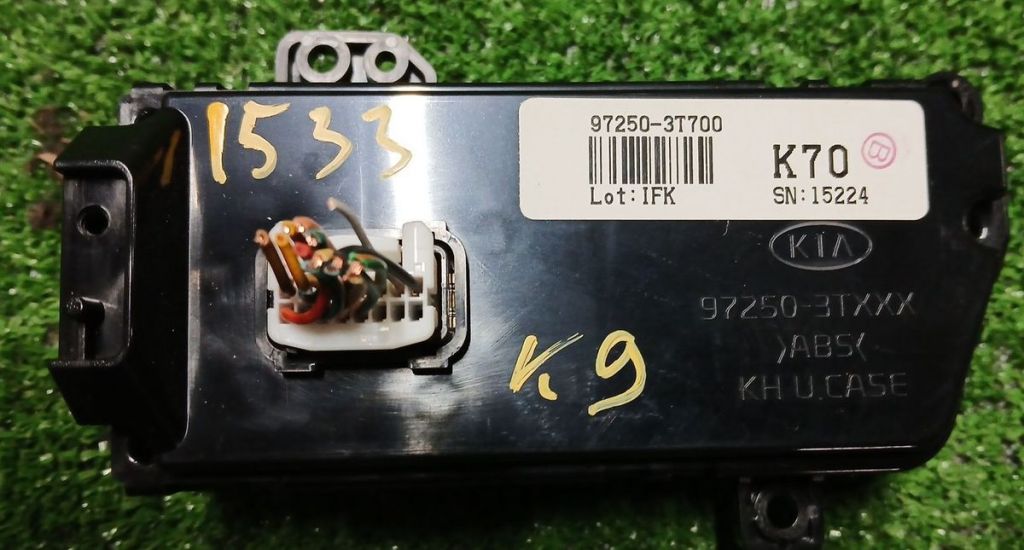 1533
97250-3T700
K70 B
Lot:IFK SN:15224
KIA
97250-3TXXX
>ABS<
KH U.CASE
K9